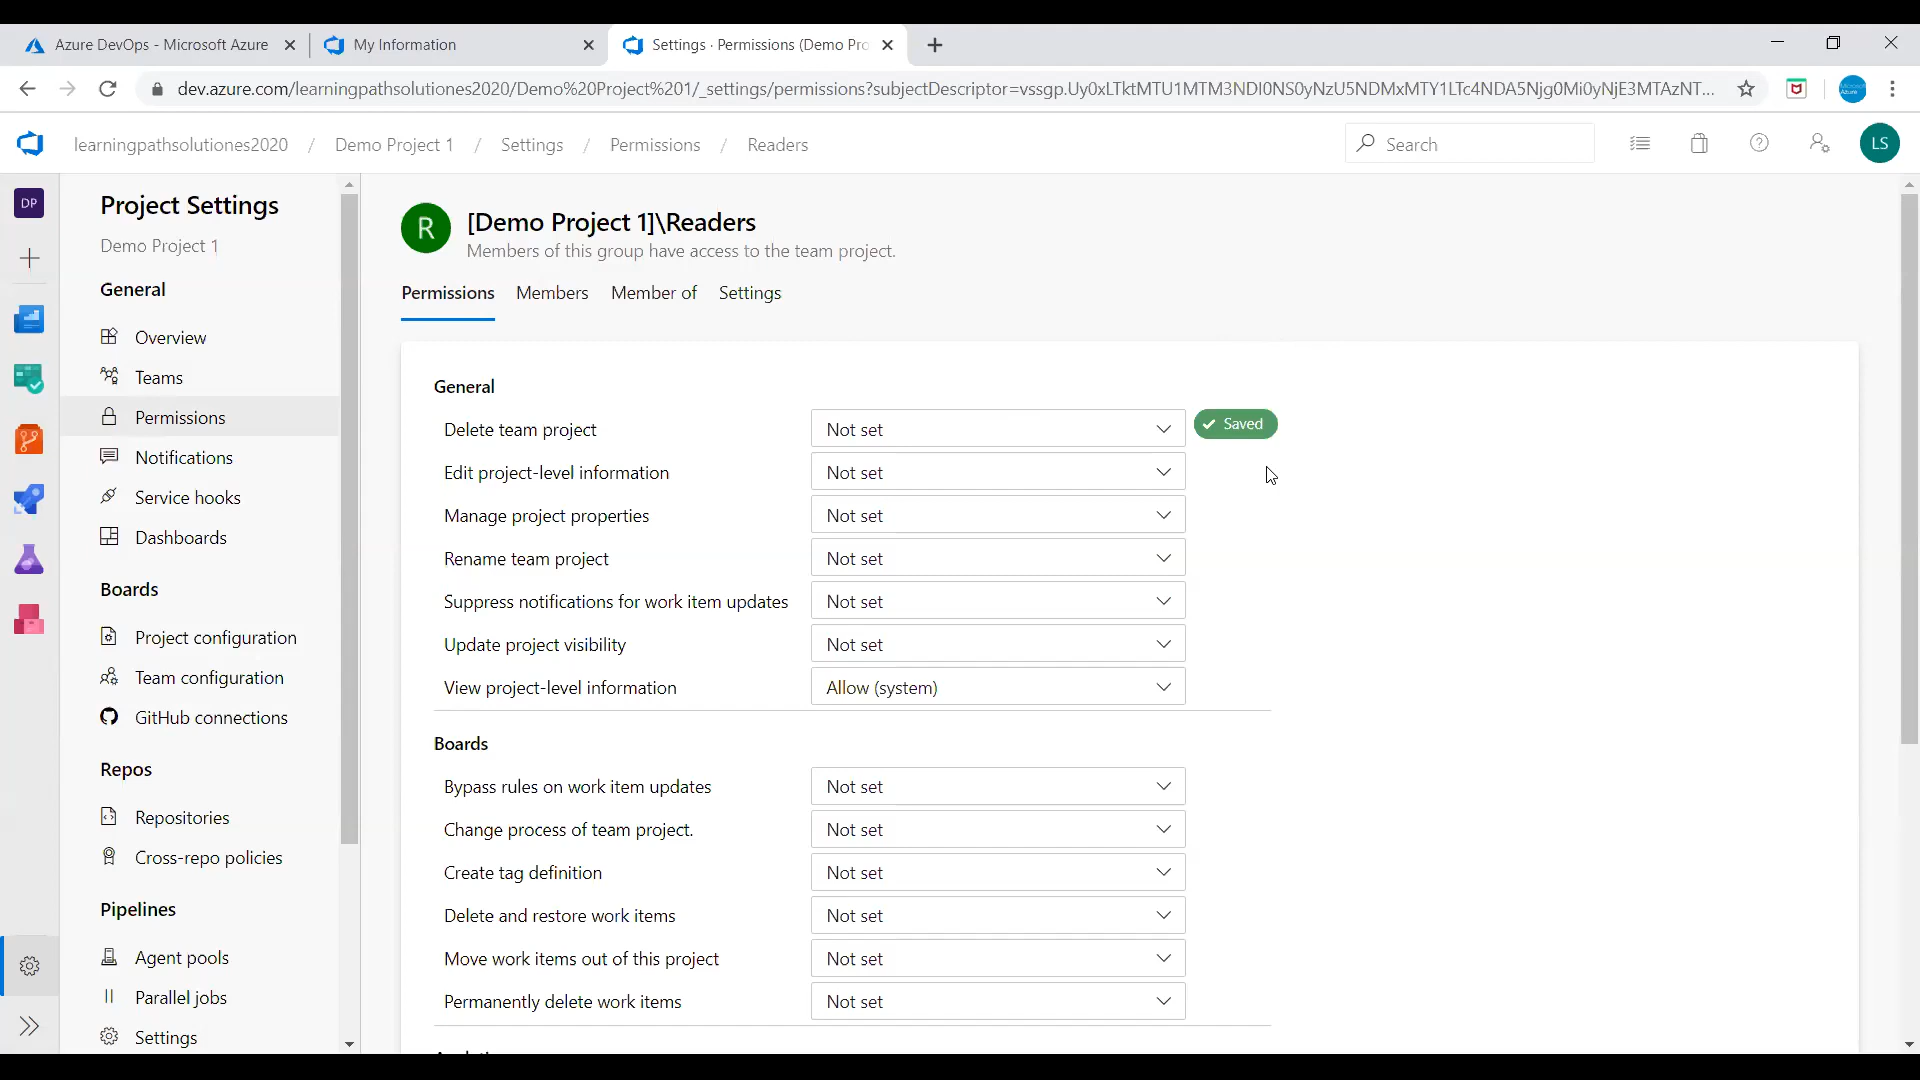 Azure DevOps - Microsoft Azure
My Information
Settings · Permissions (Demo Pro
dev.azure.com/learningpathsolutiones2020/Demo%20Project%201/_settings/permissions?subjectDescriptor=vssgp.Uy0xLTktMTU1MTM3NDI0NS0yNzU5NDMxMTY1LTc4NDA5Njg0Mi0yNjE3MTAzNT...
learningpathsolutiones2020 / Demo Project 1 / Settings / Permissions / Readers
Search
LS
DP
Project Settings
Demo Project 1
General
Overview
Teams
Permissions
Notifications
Service hooks
Dashboards
Boards
Project configuration
Team configuration
GitHub connections
Repos
Repositories
Cross-repo policies
Pipelines
Agent pools
Parallel jobs
Settings
R
[Demo Project 1]\Readers
Members of this group have access to the team project.
Permissions Members Member of Settings
General
Delete team project Not set Saved
Edit project-level information Not set
Manage project properties Not set
Rename team project Not set
Suppress notifications for work item updates Not set
Update project visibility Not set
View project-level information Allow (system)
Boards
Bypass rules on work item updates Not set
Change process of team project. Not set
Create tag definition Not set
Delete and restore work items Not set
Move work items out of this project Not set
Permanently delete work items Not set